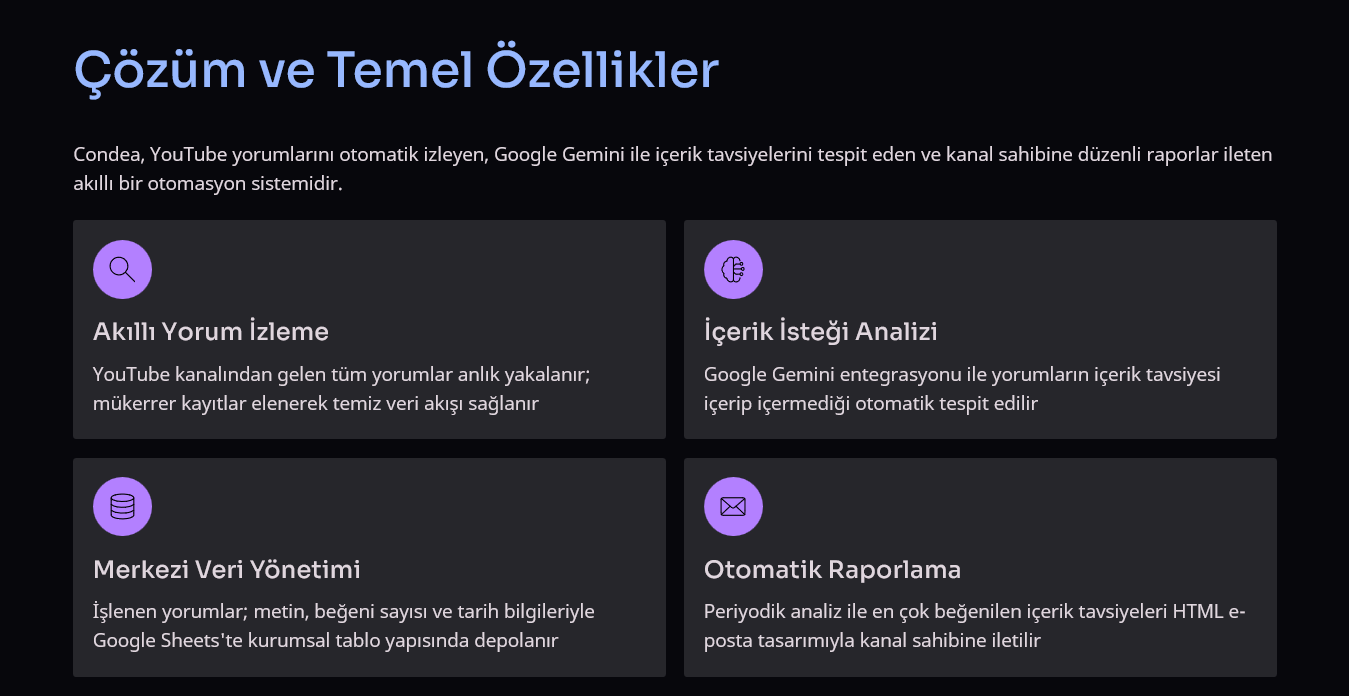 Çözüm ve Temel Özellikler
Condea, YouTube yorumlarını otomatik izleyen, Google Gemini ile içerik tavsiyelerini tespit eden ve kanal sahibine düzenli raporlar ileten
akıllı bir otomasyon sistemidir.
Akıllı Yorum İzleme
YouTube kanalından gelen tüm yorumlar anlık yakalanır;
mükerrer kayıtlar elenerek temiz veri akışı sağlanır
İçerik İsteği Analizi
Google Gemini entegrasyonu ile yorumların içerik tavsiyesi
içerip içermediği otomatik tespit edilir
Merkezi Veri Yönetimi
İşlenen yorumlar; metin, beğeni sayısı ve tarih bilgileriyle
Google Sheets'te kurumsal tablo yapısında depolanır
Otomatik Raporlama
Periyodik analiz ile en çok beğenilen içerik tavsiyeleri HTML e-
posta tasarımıyla kanal sahibine iletilir